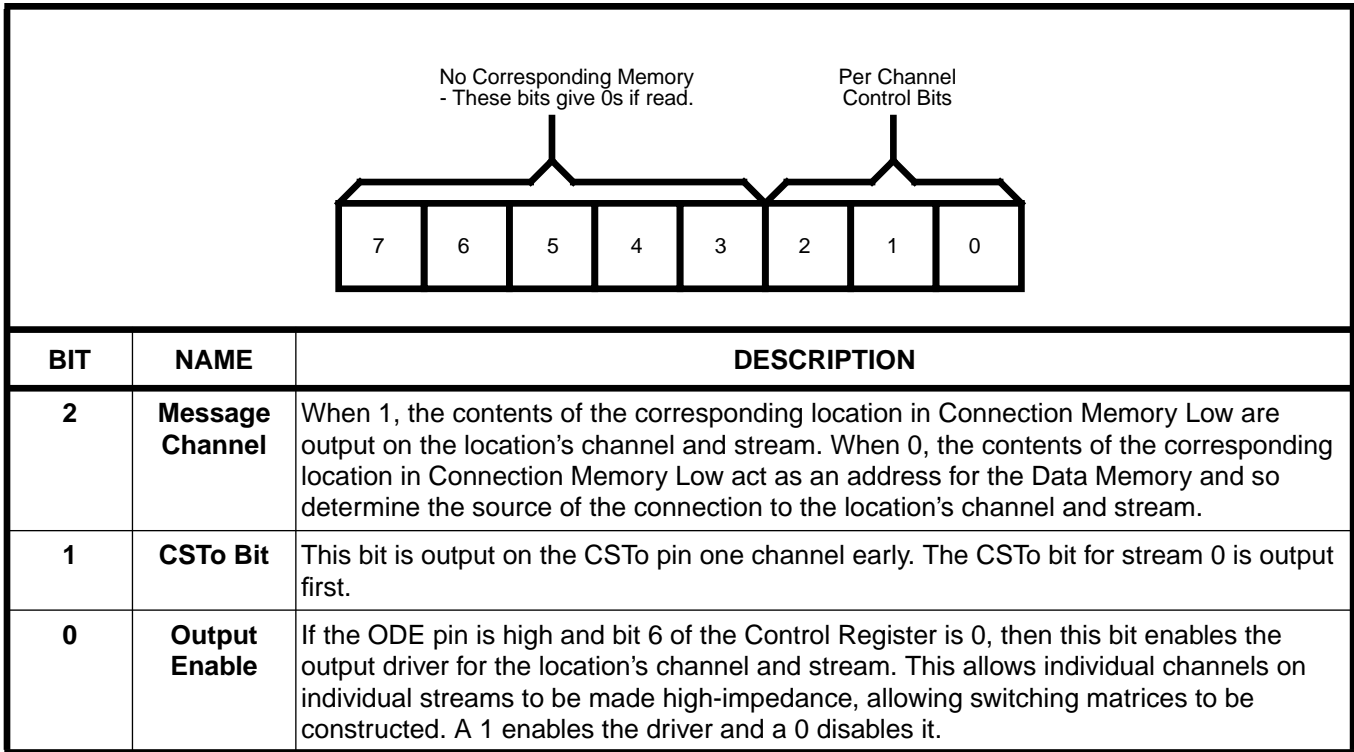 No Corresponding Memory
- These bits give 0s if read.
Per Channel
Control Bits
7 6 5 4 3 2 1 0
BIT NAME DESCRIPTION
2 Message Channel When 1, the contents of the corresponding location in Connection Memory Low are
output on the location's channel and stream. When 0, the contents of the corresponding
location in Connection Memory Low act as an address for the Data Memory and so
determine the source of the connection to the location's channel and stream.
1 CSTo Bit This bit is output on the CSTo pin one channel early. The CSTo bit for stream 0 is output
first.
0 Output Enable If the ODE pin is high and bit 6 of the Control Register is 0, then this bit enables the
output driver for the location's channel and stream. This allows individual channels on
individual streams to be made high-impedance, allowing switching matrices to be
constructed. A 1 enables the driver and a 0 disables it.